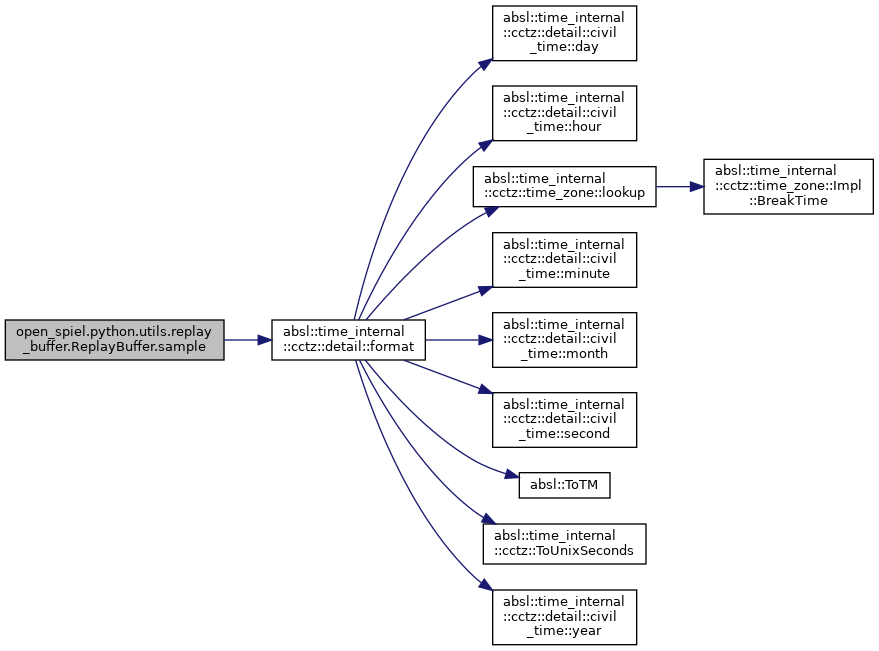 absl::time_internal
::cctz::detail::civil
_time::day
absl::time_internal
::cctz::detail::civil
_time::hour
absl::time_internal
::cctz::time_zone::lookup
absl::time_internal
::cctz::time_zone::Impl
::BreakTime
absl::time_internal
::cctz::detail::civil
_time::minute
open_spiel.python.utils.replay
_buffer.ReplayBuffer.sample
absl::time_internal
::cctz::detail::format
absl::time_internal
::cctz::detail::civil
_time::month
absl::time_internal
::cctz::detail::civil
_time::second
absl::ToTM
absl::time_internal
::cctz::ToUnixSeconds
absl::time_internal
::cctz::detail::civil
_time::year